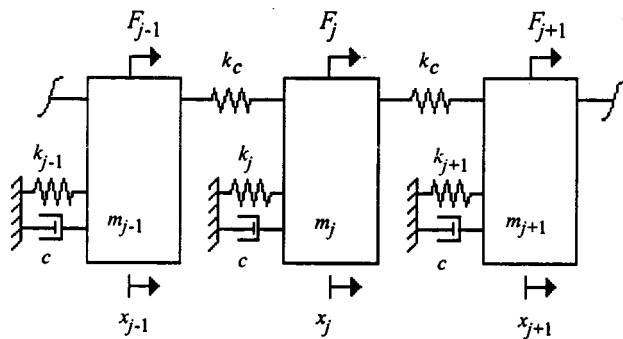 F_{j-1} F_j F_{j+1}
k_c k_c
k_{j-1} k_j k_{j+1}
m_{j-1} m_j m_{j+1}
c c c
x_{j-1} x_j x_{j+1}